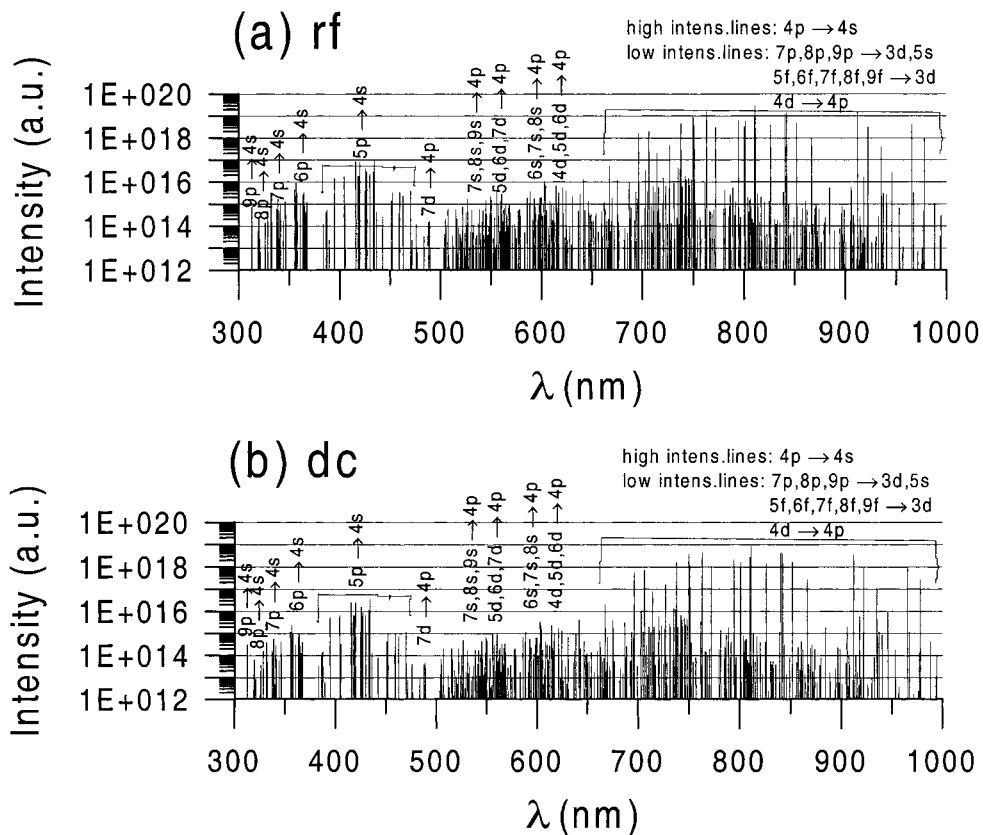 (a) rf
high intens.lines: 4p → 4s
low intens.lines: 7p,8p,9p → 3d,5s
5f,6f,7f,8f,9f → 3d
4d → 4p
Intensity (a.u.)
1E+020
1E+018
1E+016
1E+014
1E+012
9p → 4s
8p → 4s
7p → 4s
6p → 4s
5p → 4s
7d → 4p
7s,8s,9s → 4p
5d,6d,7d → 4p
6s,7s,8s → 4p
4d,5d,6d → 4p
300 400 500 600 700 800 900 1000
λ (nm)
(b) dc
high intens.lines: 4p → 4s
low intens.lines: 7p,8p,9p → 3d,5s
5f,6f,7f,8f,9f → 3d
4d → 4p
Intensity (a.u.)
1E+020
1E+018
1E+016
1E+014
1E+012
9p → 4s
8p → 4s
7p → 4s
6p → 4s
5p → 4s
7d → 4p
7s,8s,9s → 4p
5d,6d,7d → 4p
6s,7s,8s → 4p
4d,5d,6d → 4p
300 400 500 600 700 800 900 1000
λ (nm)